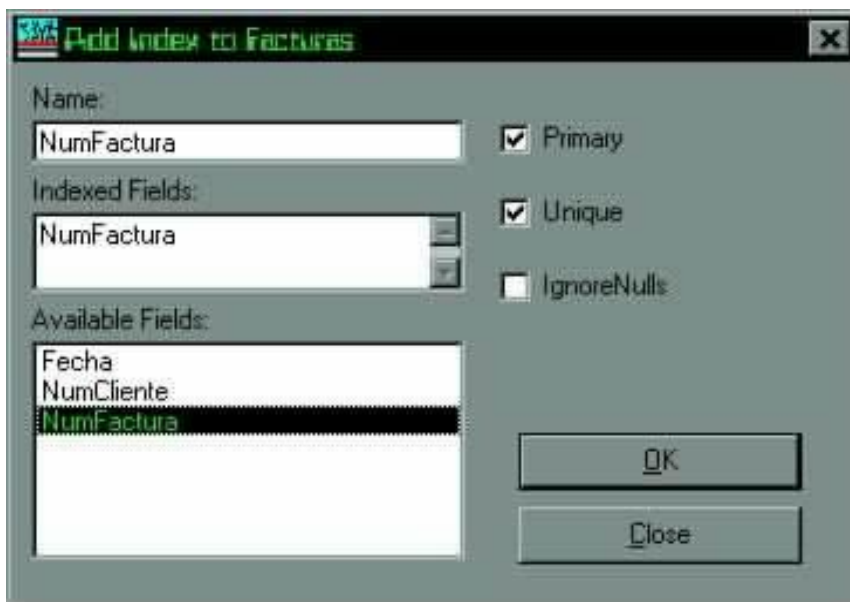 Add Index to Facturas
Name:
NumFactura
Primary
Indexed Fields:
NumFactura
Unique
IgnoreNulls
Available Fields:
Fecha
NumCliente
NumFactura
OK
Close